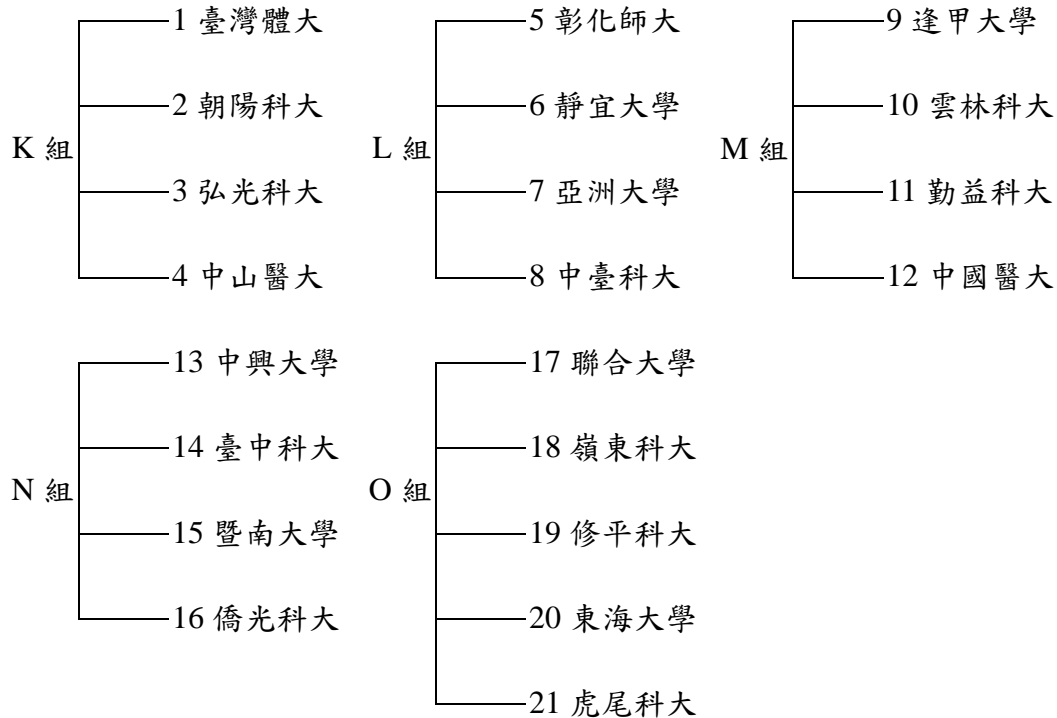 K 組
1 臺灣體大
2 朝陽科大
3 弘光科大
4 中山醫大
L 組
5 彰化師大
6 靜宜大學
7 亞洲大學
8 中臺科大
M 組
9 逢甲大學
10 雲林科大
11 勤益科大
12 中國醫大
N 組
13 中興大學
14 臺中科大
15 暨南大學
16 僑光科大
O 組
17 聯合大學
18 嶺東科大
19 修平科大
20 東海大學
21 虎尾科大